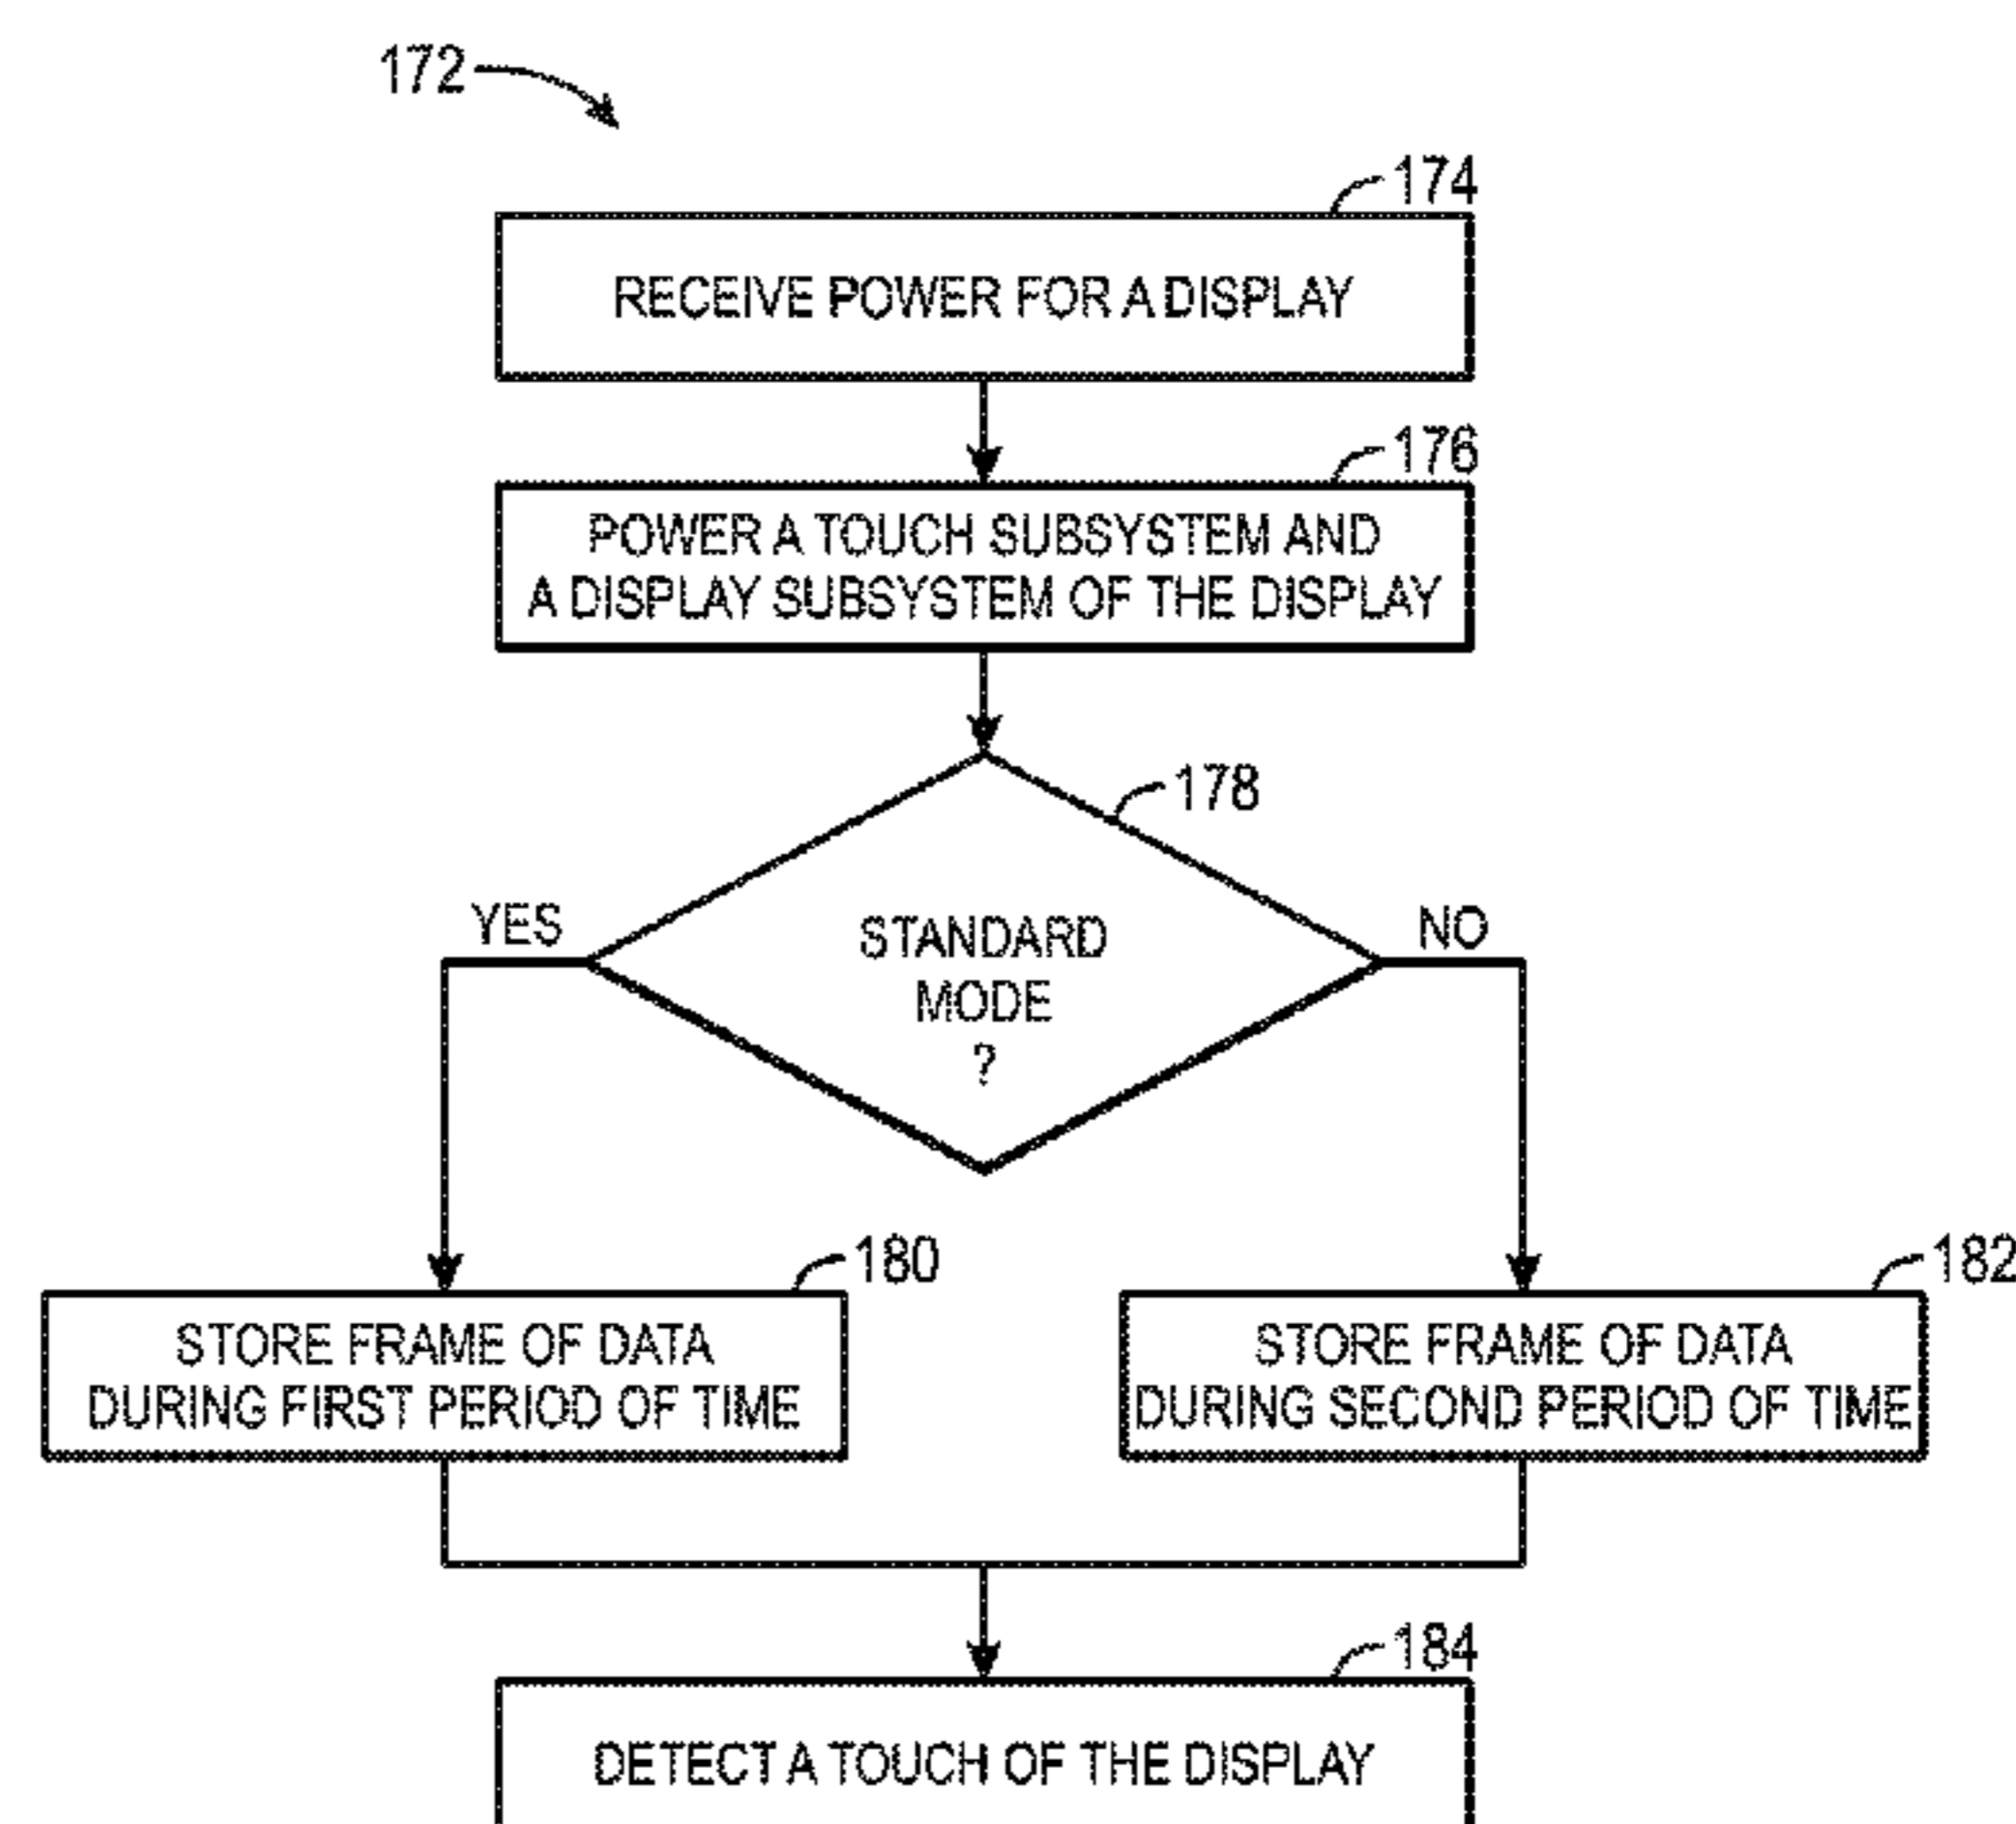 172
174
RECEIVE POWER FOR A DISPLAY
176
POWER A TOUCH SUBSYSTEM AND
A DISPLAY SUBSYSTEM OF THE DISPLAY
178
YES
STANDARD
MODE
?
NO
180
STORE FRAME OF DATA
DURING FIRST PERIOD OF TIME
182
STORE FRAME OF DATA
DURING SECOND PERIOD OF TIME
184
DETECT A TOUCH OF THE DISPLAY